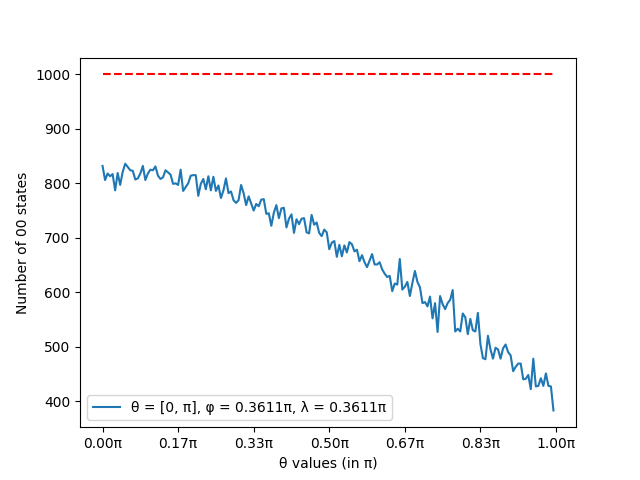 1000
900
800
700
600
500
400
Number of 00 states
θ = [0, π], φ = 0.3611π, λ = 0.3611π
0.00π 0.17π 0.33π 0.50π 0.67π 0.83π 1.00π
θ values (in π)